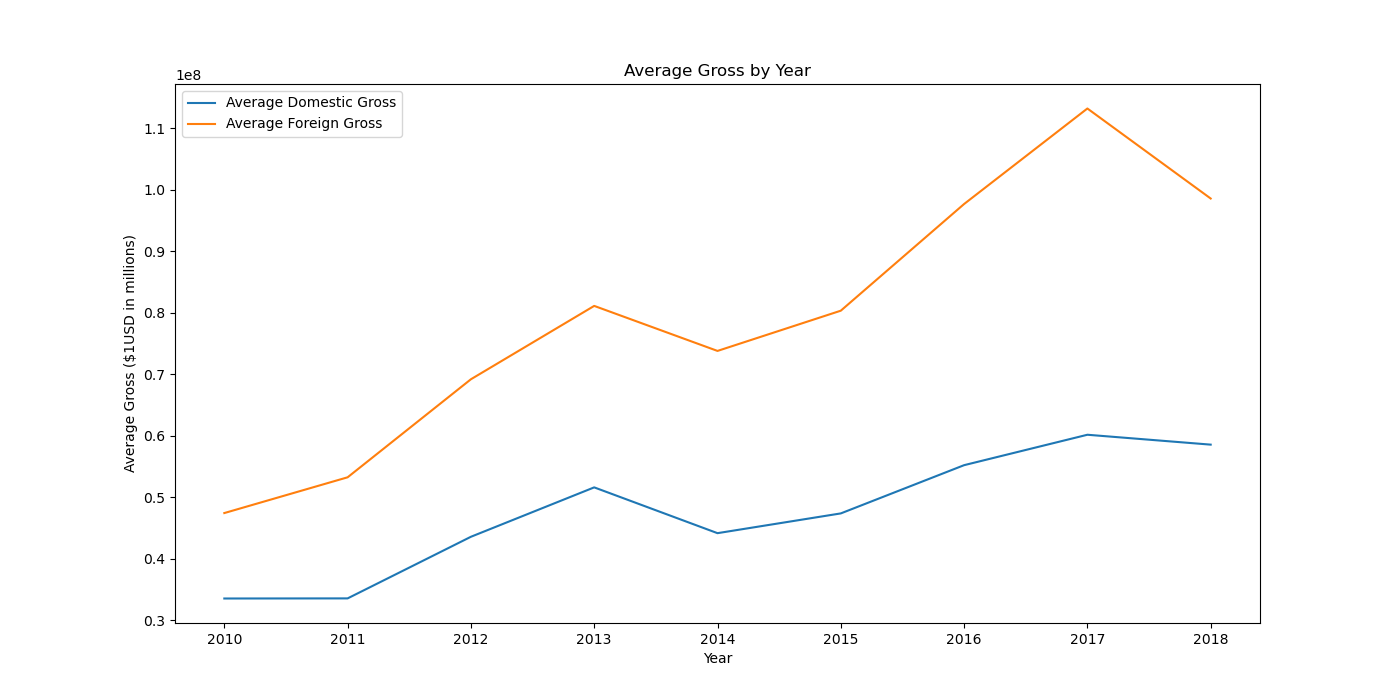 Average Gross by Year
1e8
Average Domestic Gross
Average Foreign Gross
1.1
1.0
0.9
0.8
0.7
0.6
0.5
0.4
0.3
Average Gross ($1USD in millions)
2010 2011 2012 2013 2014 2015 2016 2017 2018
Year